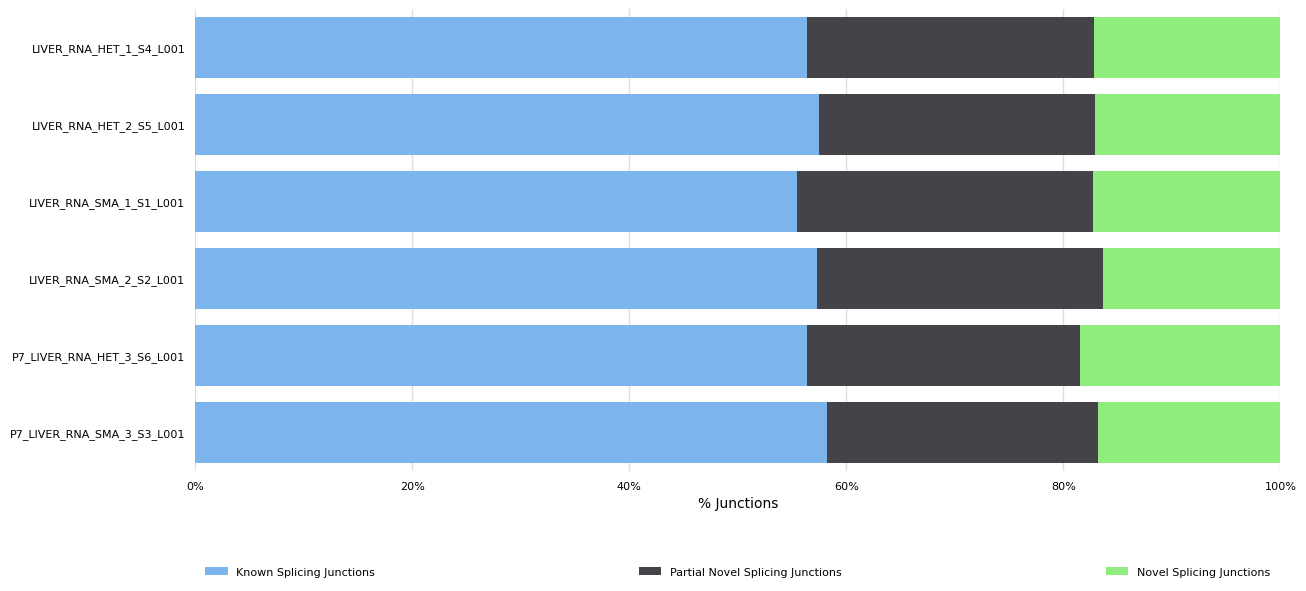 LIVER_RNA_HET_1_S4_L001
LIVER_RNA_HET_2_S5_L001
LIVER_RNA_SMA_1_S1_L001
LIVER_RNA_SMA_2_S2_L001
P7_LIVER_RNA_HET_3_S6_L001
P7_LIVER_RNA_SMA_3_S3_L001
0% 20% 40% 60% 80% 100%
% Junctions
Known Splicing Junctions Partial Novel Splicing Junctions Novel Splicing Junctions